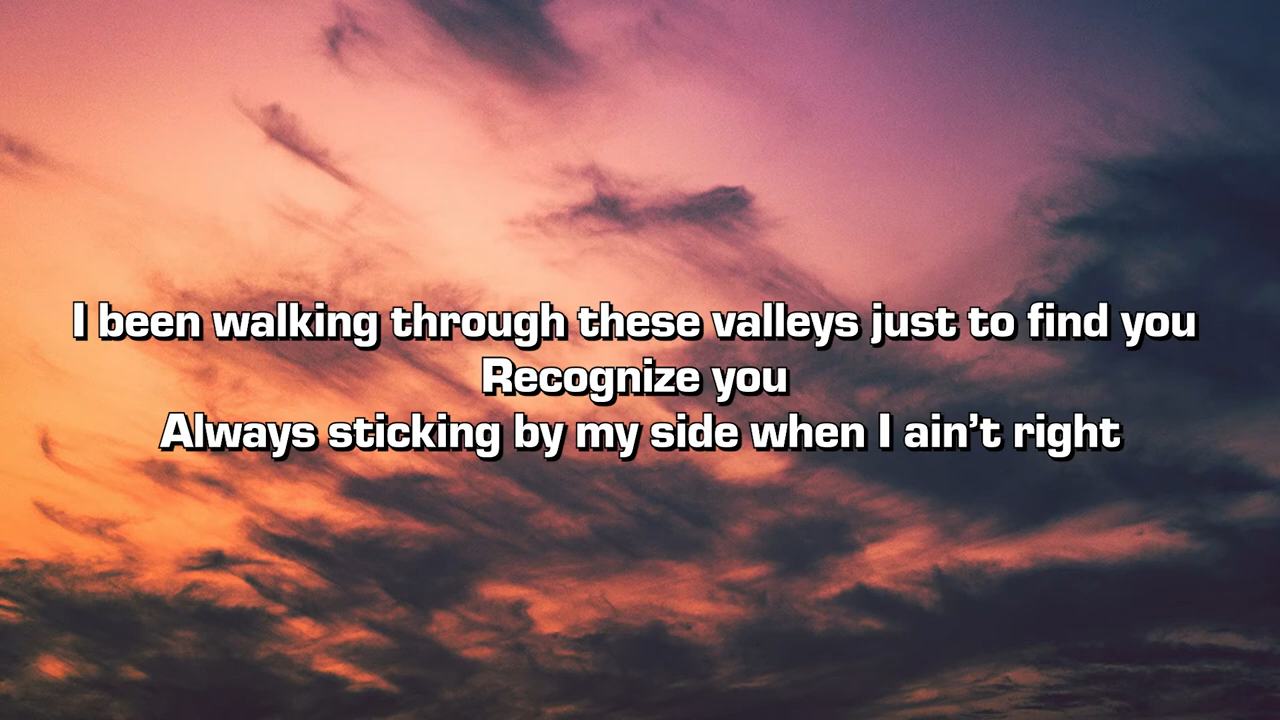 I been walking through these valleys just to find you
Recognize you
Always sticking by my side when I ain’t right